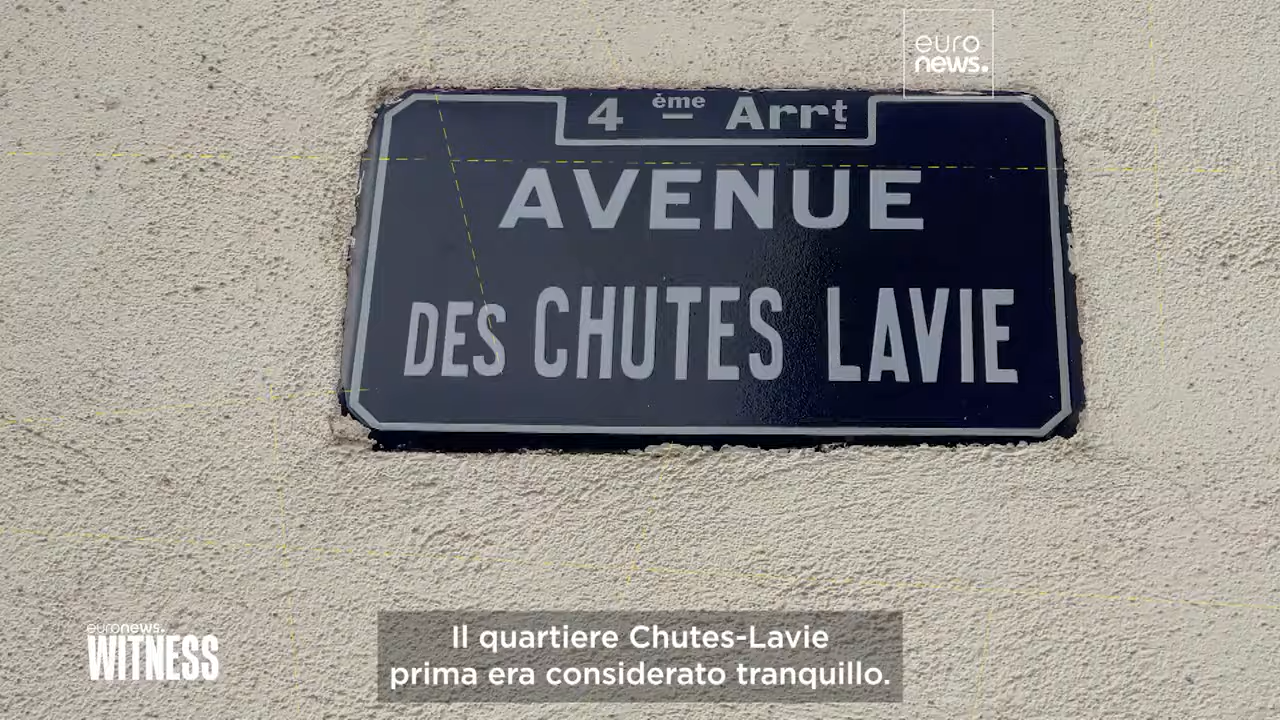 euro
news.
4 ème Arrt
AVENUE
DES CHUTES LAVIE
euronews.
WITNESS
Il quartiere Chutes-Lavie
prima era considerato tranquillo.